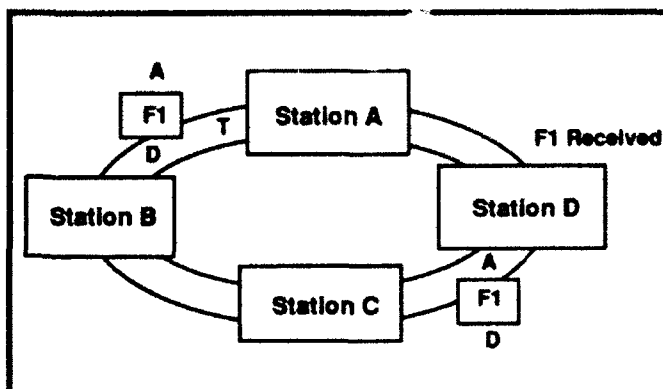 A
F1
T
D
Station A
F1 Received
Station B
Station D
A
Station C
F1
D